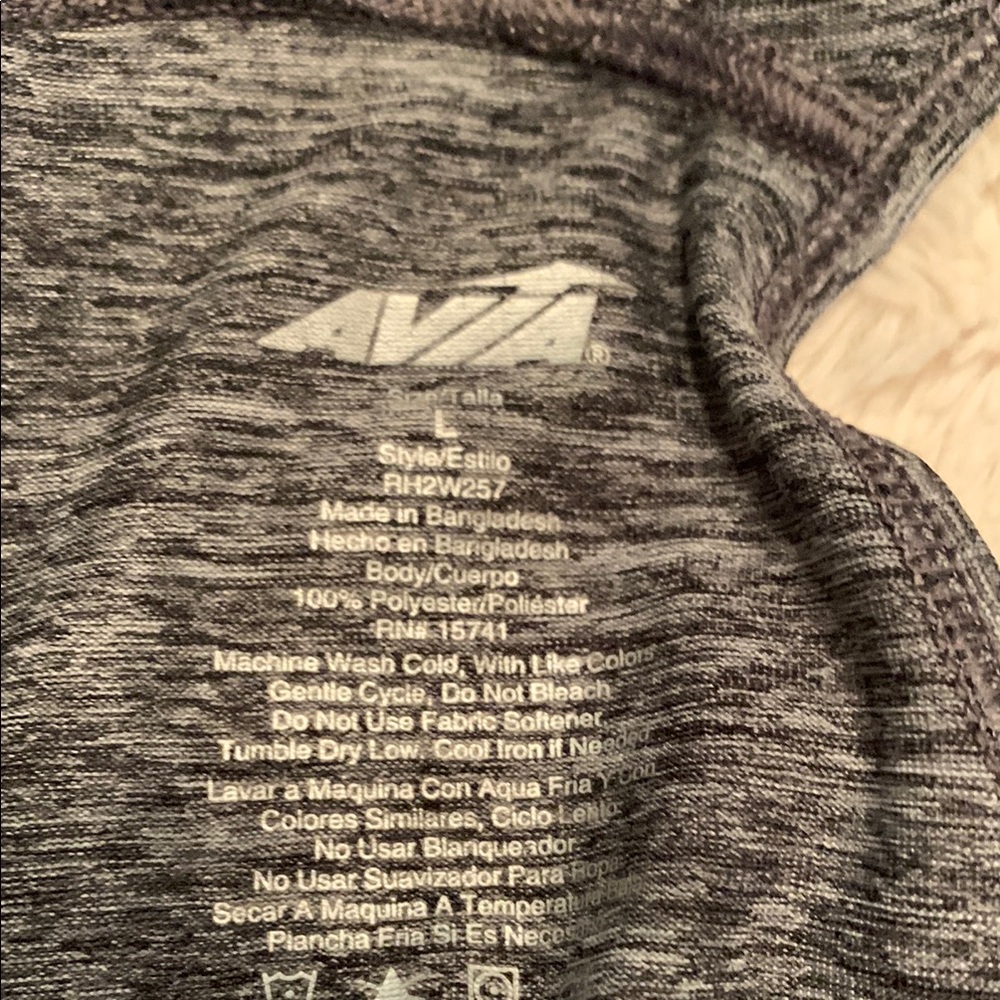 AVIA®
Size/Talla
L
Style/Estilo
RH2W257
Made in Bangladesh
Hecho en Bangladesh
Body/Cuerpo
100% Polyester/Poliéster
RN# 15741
Machine Wash Cold, With Like Colors
Gentle Cycle, Do Not Bleach
Do Not Use Fabric Softener
Tumble Dry Low. Cool Iron If Needed
Lavar a Maquina Con Aqua Fria Y Con
Colores Similares, Ciclo Lento
No Usar Blanqueador
No Usar Suavizador Para Ropa
Secar A Maquina A Temperatura
Plancha Fria Si Es